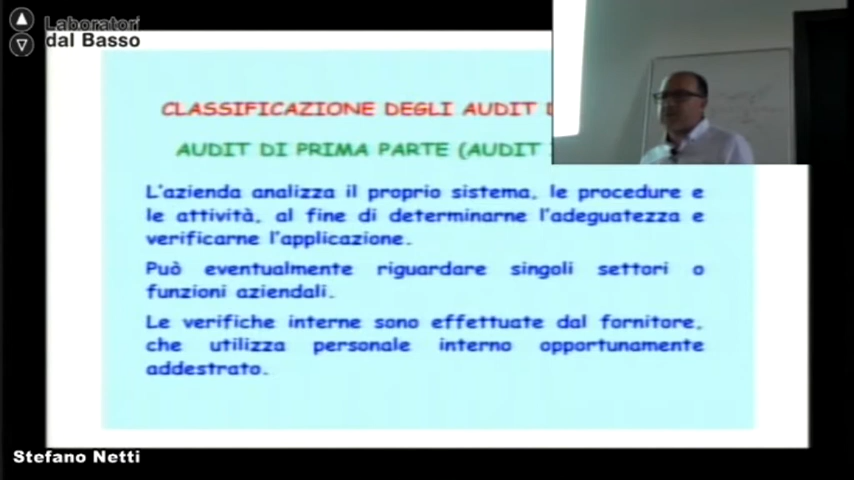 Laboratori
dal Basso
CLASSIFICAZIONE DEGLI AUDIT
AUDIT DI PRIMA PARTE (AUDIT
L'azienda analizza il proprio sistema, le procedure e
le attività, al fine di determinarne l'adeguatezza e
verificarne l'applicazione.
Può eventualmente riguardare singoli settori o
funzioni aziendali.
Le verifiche interne sono effettuate dal fornitore,
che utilizza personale interno opportunamente
addestrato.
Stefano Netti